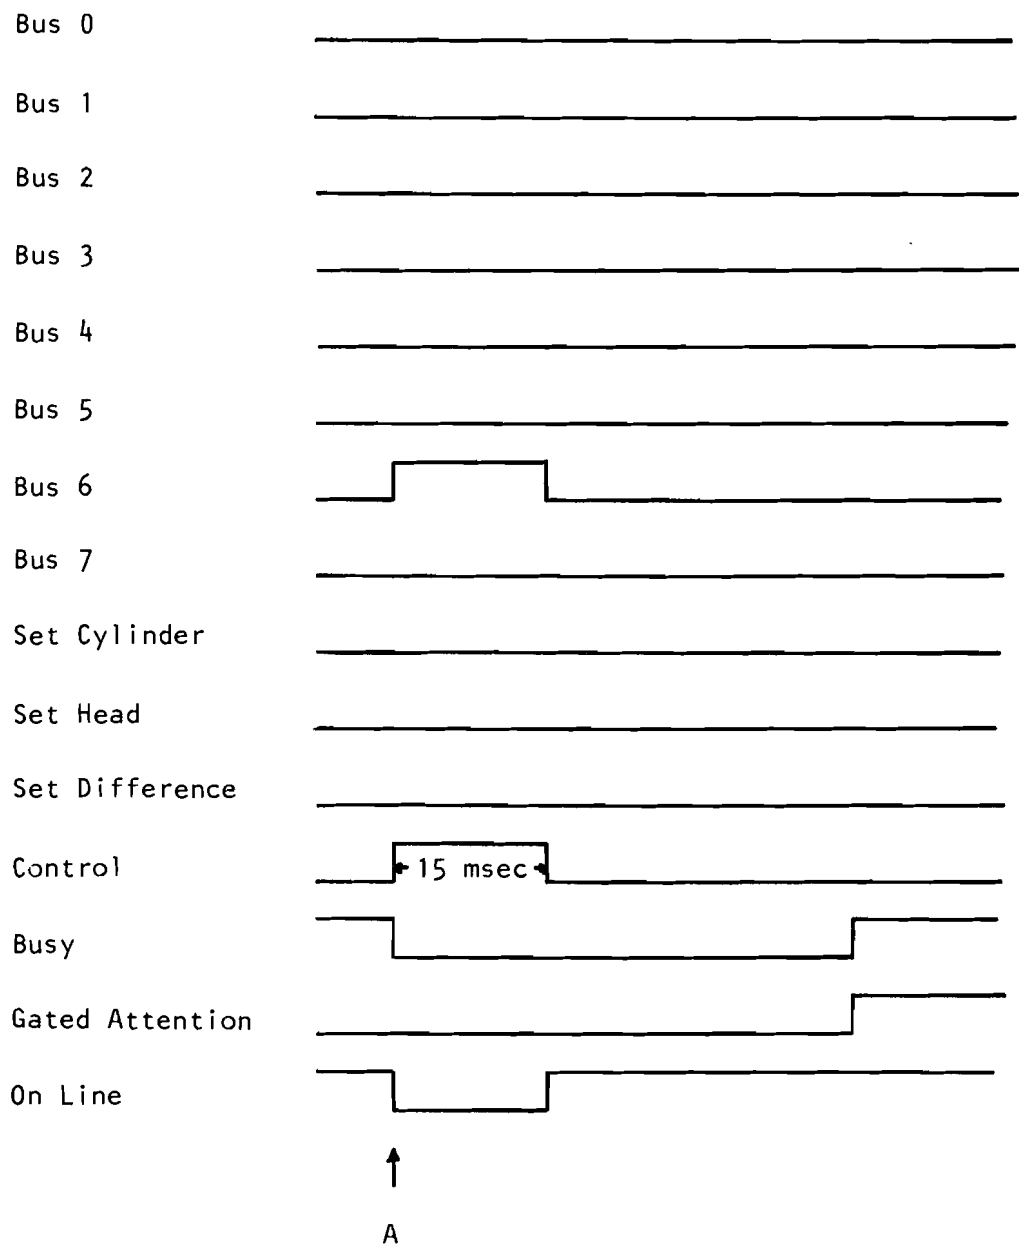 Bus 0
Bus 1
Bus 2
Bus 3
Bus 4
Bus 5
Bus 6
Bus 7
Set Cylinder
Set Head
Set Difference
Control
15 msec
Busy
Gated Attention
On Line
A